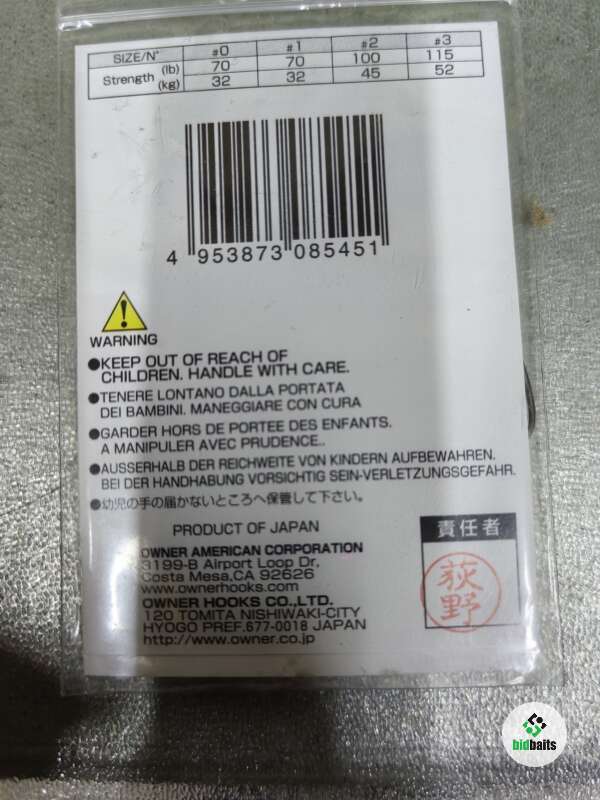 SIZE/N° #0 #1 #2 #3
Strength (lb) 70 70 100 115
(kg) 32 32 45 52
4 953873 085451
WARNING
●KEEP OUT OF REACH OF
CHILDREN. HANDLE WITH CARE.
●TENERE LONTANO DALLA PORTATA
DEI BAMBINI. MANEGGIARE CON CURA
●GARDER HORS DE PORTEE DES ENFANTS.
A MANIPULER AVEC PRUDENCE..
●AUSSERHALB DER REICHWEITE VON KINDERN AUFBEWAHREN.
BEI DER HANDHABUNG VORSICHTIG SEIN-VERLETZUNGSGEFAHR.
●幼児の手の届かないところへ保管して下さい。
PRODUCT OF JAPAN
OWNER AMERICAN CORPORATION
3199-B Airport Loop Dr.
Costa Mesa,CA 92626
www.ownerhooks.com
OWNER HOOKS CO.,LTD.
120 TOMITA NISHIWAKI-CITY
HYOGO PREF.677-0018 JAPAN
http://www.owner.co.jp
責任者
荻野
bidbaits